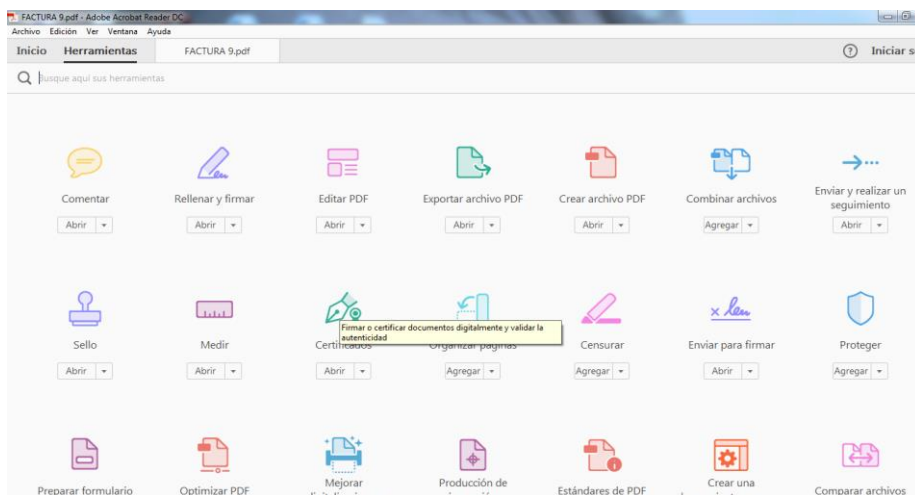 FACTURA 9.pdf - Adobe Acrobat Reader DC
Archivo Edición Ver Ventana Ayuda
Inicio Herramientas FACTURA 9.pdf ? Iniciar s
Busque aquí sus herramientas
Comentar Rellenar y firmar Editar PDF Exportar archivo PDF Crear archivo PDF Combinar archivos Enviar y realizar un
seguimiento
Abrir Abrir Abrir Abrir Abrir Agregar Abrir
Firmar o certificar documentos digitalmente y validar la
autenticidad
Sello Medir Certificados Organizar páginas Censurar Enviar para firmar Proteger
Abrir Abrir Abrir Agregar Agregar Abrir Agregar
Preparar formulario Optimizar PDF Mejorar Producción de Estándares de PDF Crear una Comparar archivos